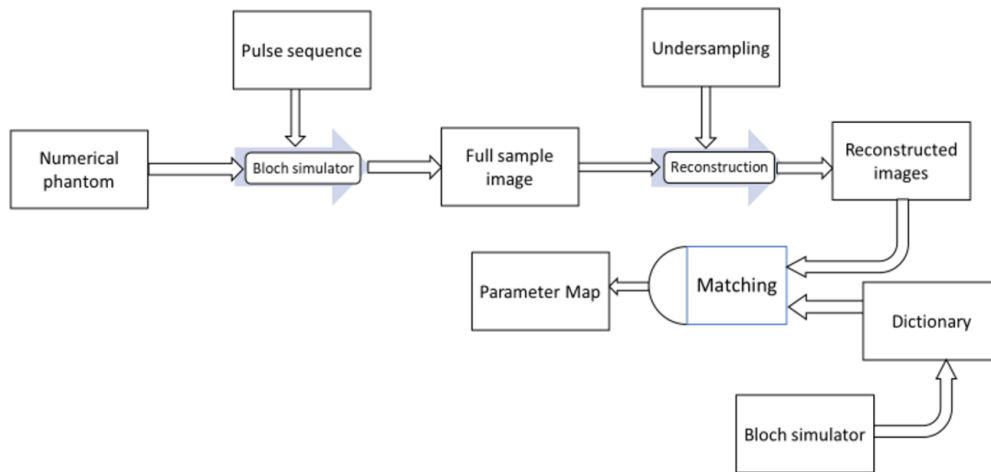 Pulse sequence
Undersampling
Numerical
phantom
Bloch simulator
Full sample
image
Reconstruction
Reconstructed
images
Parameter Map
Matching
Dictionary
Bloch simulator